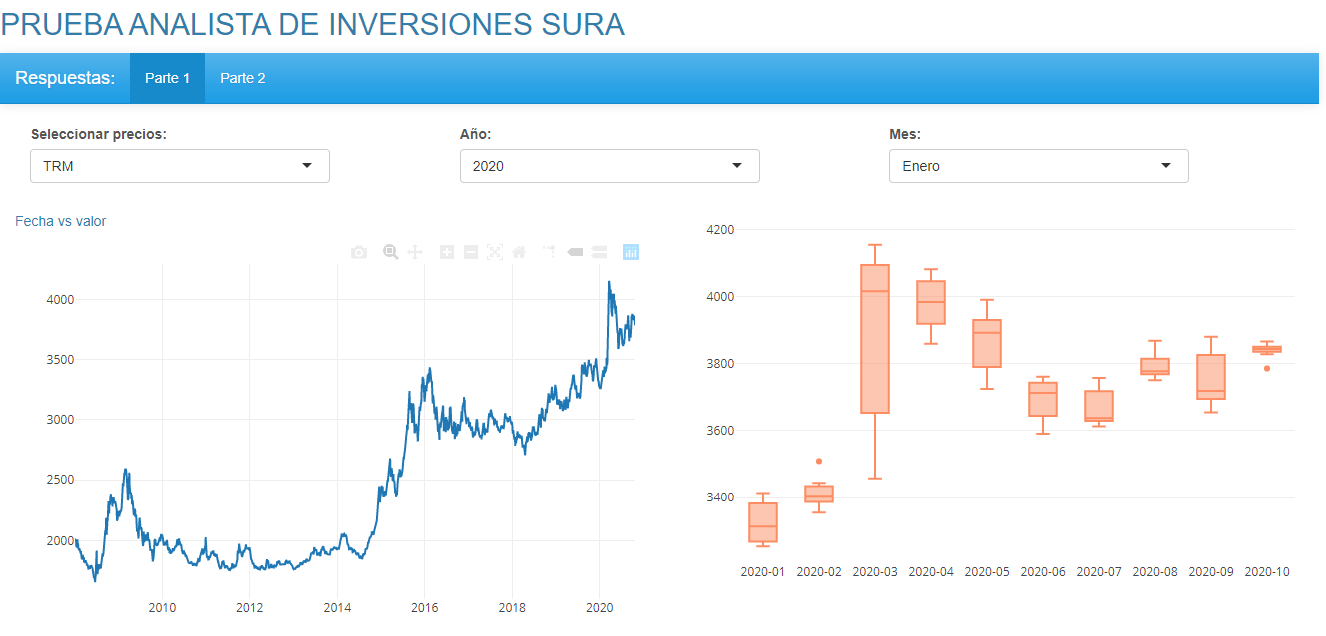 PRUEBA ANALISTA DE INVERSIONES SURA
Respuestas: Parte 1 Parte 2
Seleccionar precios: Año: Mes:
TRM 2020 Enero
Fecha vs valor
4000
3500
3000
2500
2000
2010 2012 2014 2016 2018 2020
4200
4000
3800
3600
3400
2020-01 2020-02 2020-03 2020-04 2020-05 2020-06 2020-07 2020-08 2020-09 2020-10